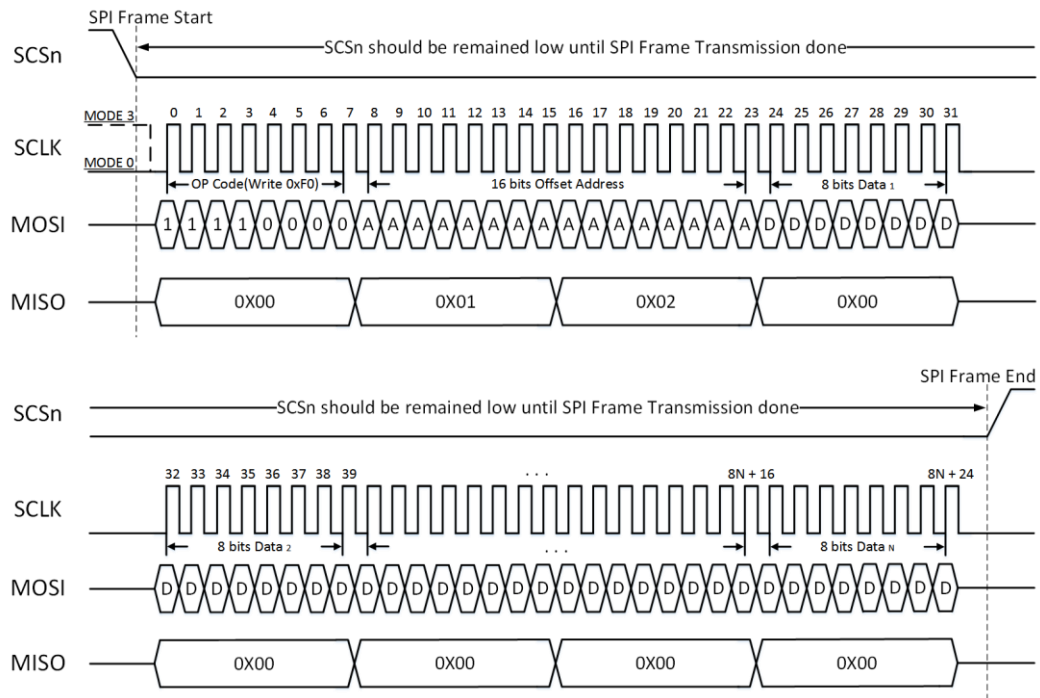 SPI Frame Start
SCSn
SCSn should be remained low until SPI Frame Transmission done
MODE 3
0 1 2 3 4 5 6 7 8 9 10 11 12 13 14 15 16 17 18 19 20 21 22 23 24 25 26 27 28 29 30 31
SCLK
MODE 0
OP Code(Write 0xF0) 16 bits Offset Address 8 bits Data 1
MOSI 1 1 1 1 0 0 0 0 A A A A A A A A A A A A A A A A D D D D D D D D
MISO 0X00 0X01 0X02 0X00
SPI Frame End
SCSn
SCSn should be remained low until SPI Frame Transmission done
32 33 34 35 36 37 38 39 . . . 8N + 16 8N + 24
SCLK
8 bits Data 2 . . . 8 bits Data N
MOSI D D D D D D D D D D D D D D D D D D D D D D D D D D D D D D D D
MISO 0X00 0X00 0X00 0X00